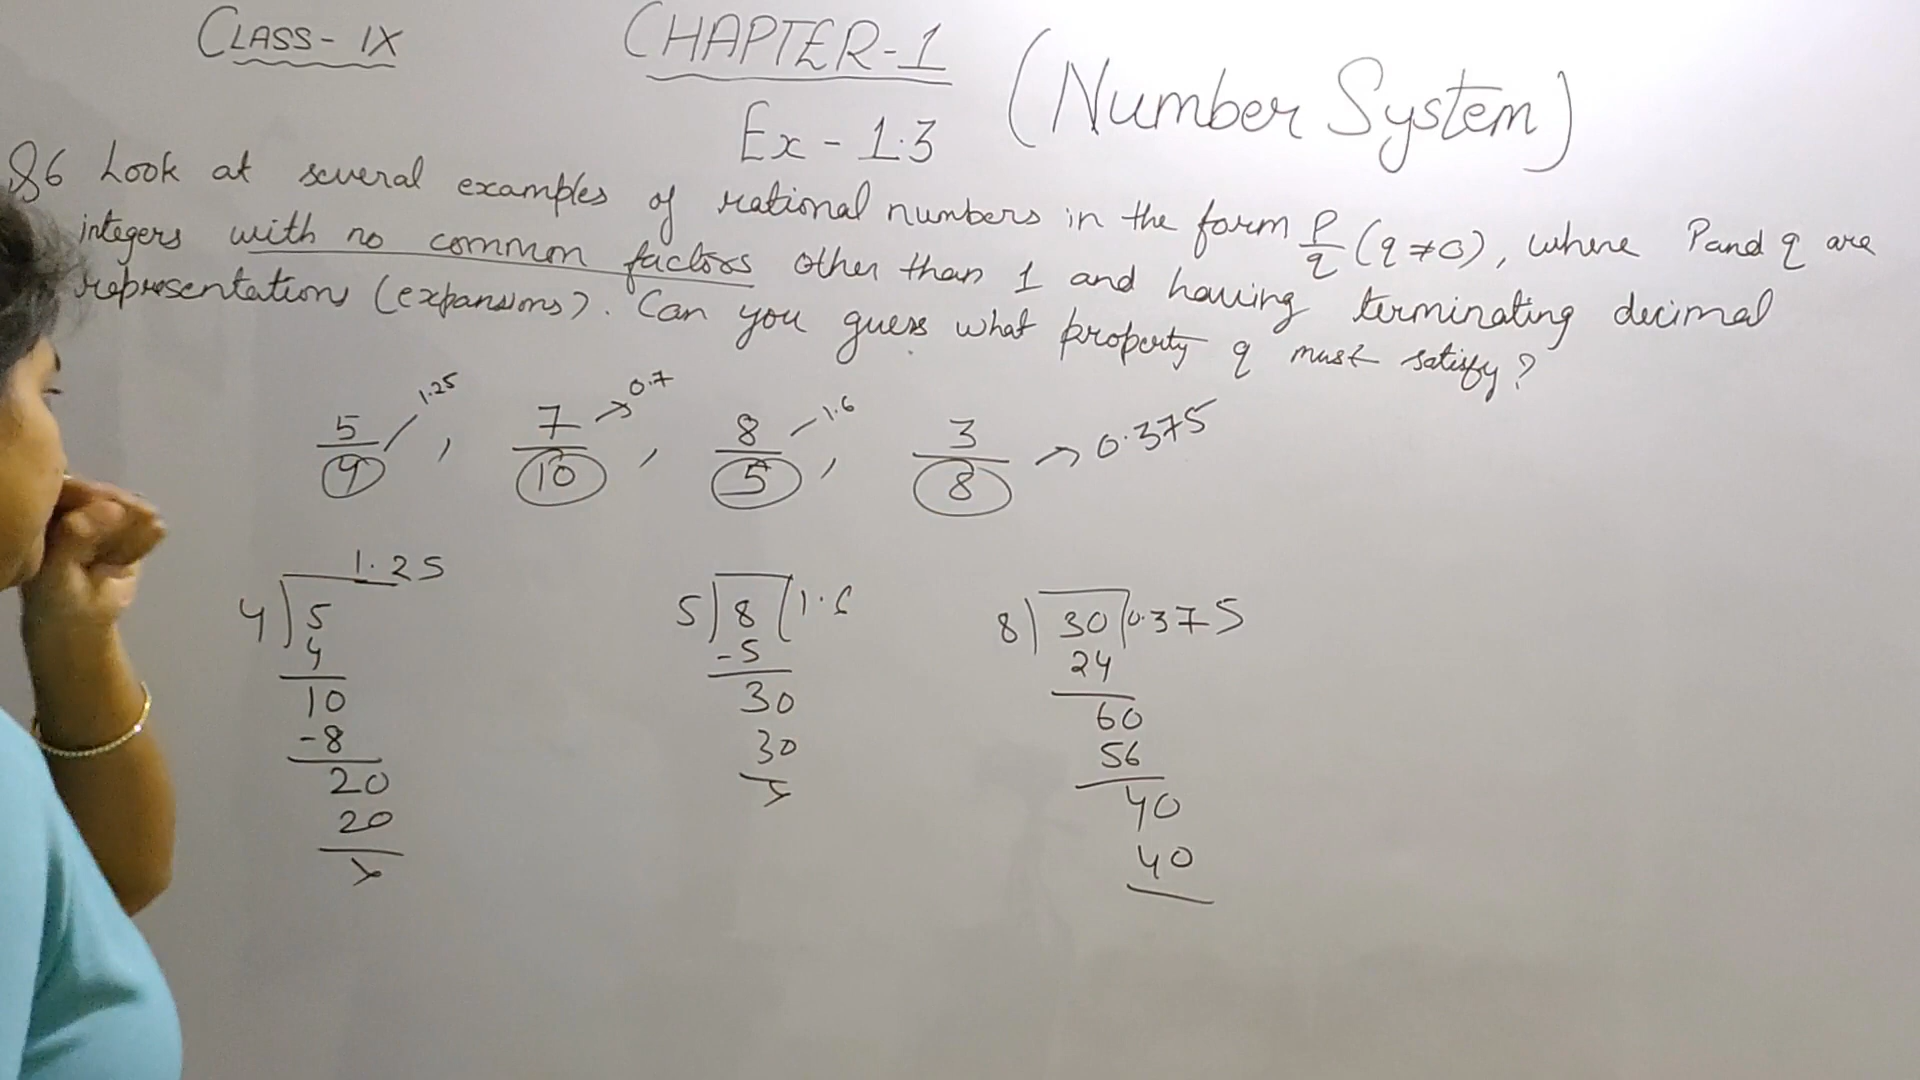 CLASS- IX
CHAPTER-1
(Number System)
Ex - 1.3
Q6 Look at several examples of rational numbers in the form P/q (q≠0), where P and q are
integers with no common factors other than 1 and having terminating decimal
representations (expansions). Can you guess what property q must satisfy?
5/4 1.25, 7/10 → 0.7, 8/5 1.6, 3/8 → 0.375
1.25
4 5
4
10
-8
20
20
5 8 1.6
-5
30
30
8 30 0.375
24
60
56
40
40